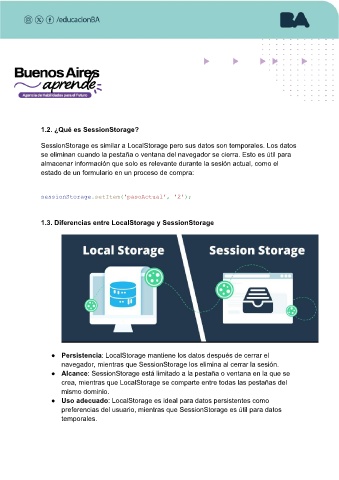 /educacionBA
BA
Buenos Aires
aprende
Agencia de Habilidades para el Futuro
1.2. ¿Qué es SessionStorage?
SessionStorage es similar a LocalStorage pero sus datos son temporales. Los datos
se eliminan cuando la pestaña o ventana del navegador se cierra. Esto es útil para
almacenar información que solo es relevante durante la sesión actual, como el
estado de un formulario en un proceso de compra:
sessionStorage.setItem('pasoActual', '2');
1.3. Diferencias entre LocalStorage y SessionStorage
Local Storage
Session Storage
● Persistencia: LocalStorage mantiene los datos después de cerrar el
navegador, mientras que SessionStorage los elimina al cerrar la sesión.
● Alcance: SessionStorage está limitado a la pestaña o ventana en la que se
crea, mientras que LocalStorage se comparte entre todas las pestañas del
mismo dominio.
● Uso adecuado: LocalStorage es ideal para datos persistentes como
preferencias del usuario, mientras que SessionStorage es útil para datos
temporales.